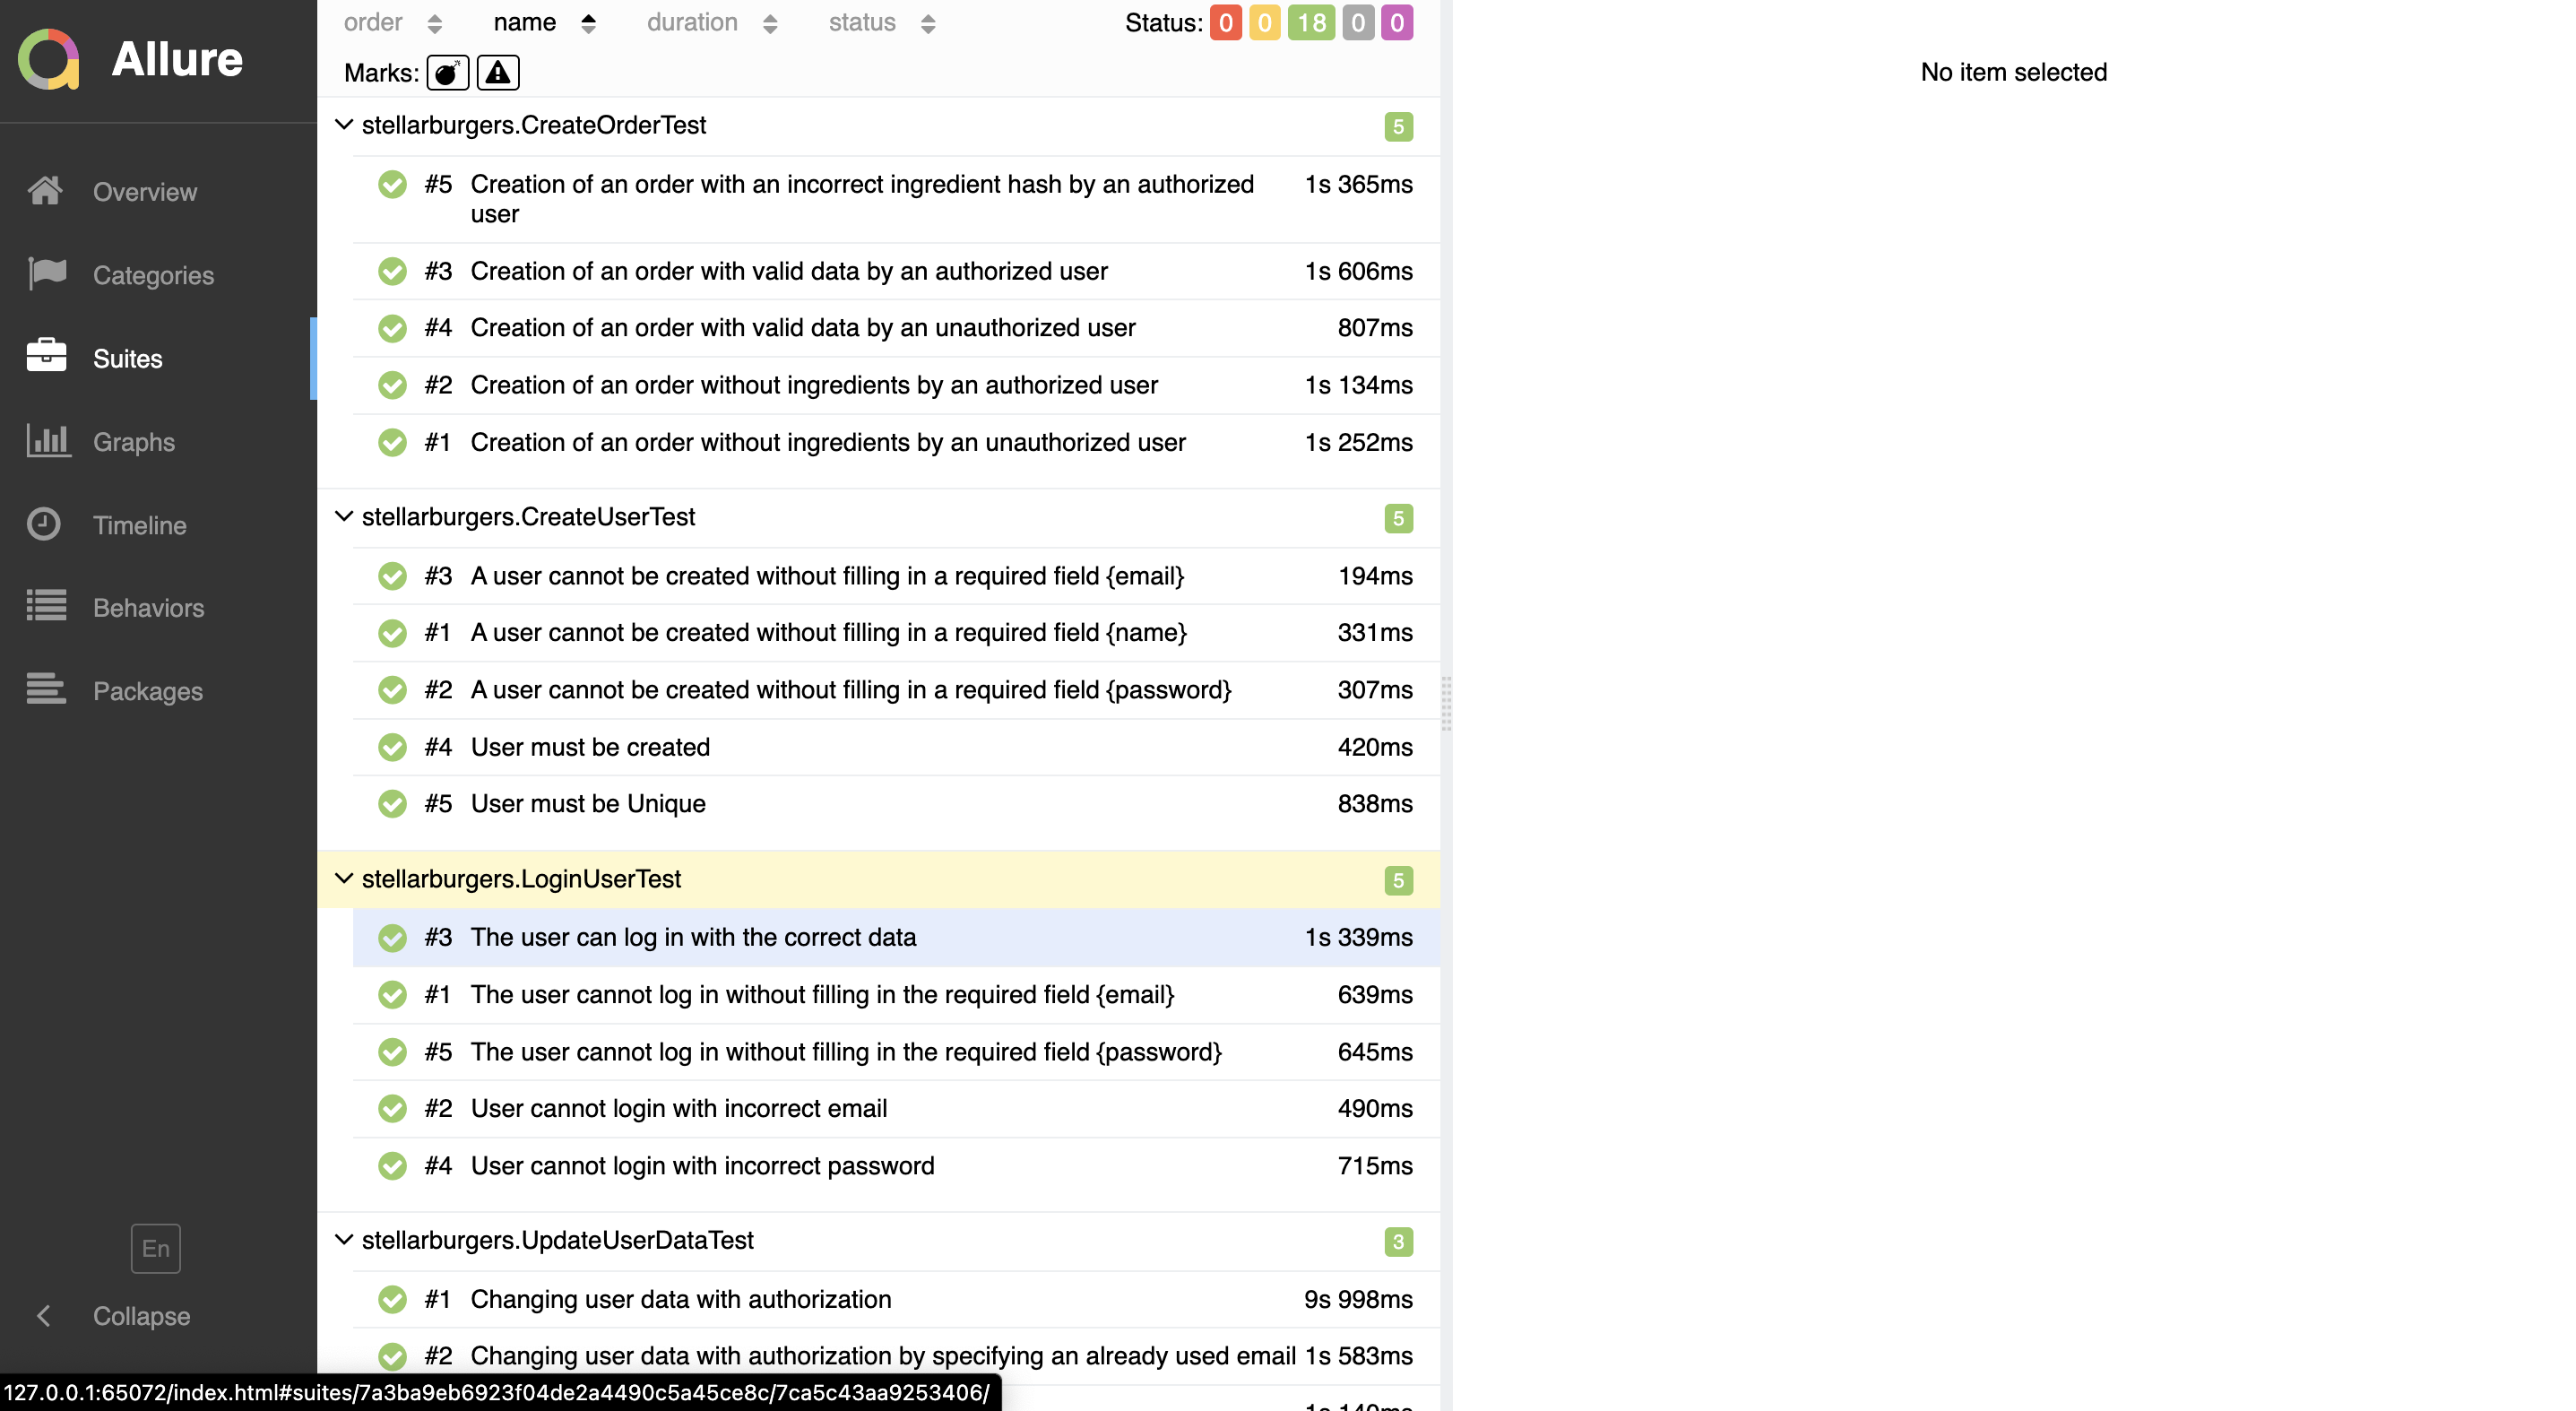 Allure
Overview
Categories
Suites
Graphs
Timeline
Behaviors
Packages
En
Collapse
order name duration status Status: 0 0 18 0 0
Marks:
stellarburgers.CreateOrderTest 5
#5 Creation of an order with an incorrect ingredient hash by an authorized 1s 365ms
user
#3 Creation of an order with valid data by an authorized user 1s 606ms
#4 Creation of an order with valid data by an unauthorized user 807ms
#2 Creation of an order without ingredients by an authorized user 1s 134ms
#1 Creation of an order without ingredients by an unauthorized user 1s 252ms
stellarburgers.CreateUserTest 5
#3 A user cannot be created without filling in a required field {email} 194ms
#1 A user cannot be created without filling in a required field {name} 331ms
#2 A user cannot be created without filling in a required field {password} 307ms
#4 User must be created 420ms
#5 User must be Unique 838ms
stellarburgers.LoginUserTest 5
#3 The user can log in with the correct data 1s 339ms
#1 The user cannot log in without filling in the required field {email} 639ms
#5 The user cannot log in without filling in the required field {password} 645ms
#2 User cannot login with incorrect email 490ms
#4 User cannot login with incorrect password 715ms
stellarburgers.UpdateUserDataTest 3
#1 Changing user data with authorization 9s 998ms
#2 Changing user data with authorization by specifying an already used email 1s 583ms
127.0.0.1:65072/index.html#suites/7a3ba9eb6923f04de2a4490c5a45ce8c/7ca5c43aa9253406/
No item selected